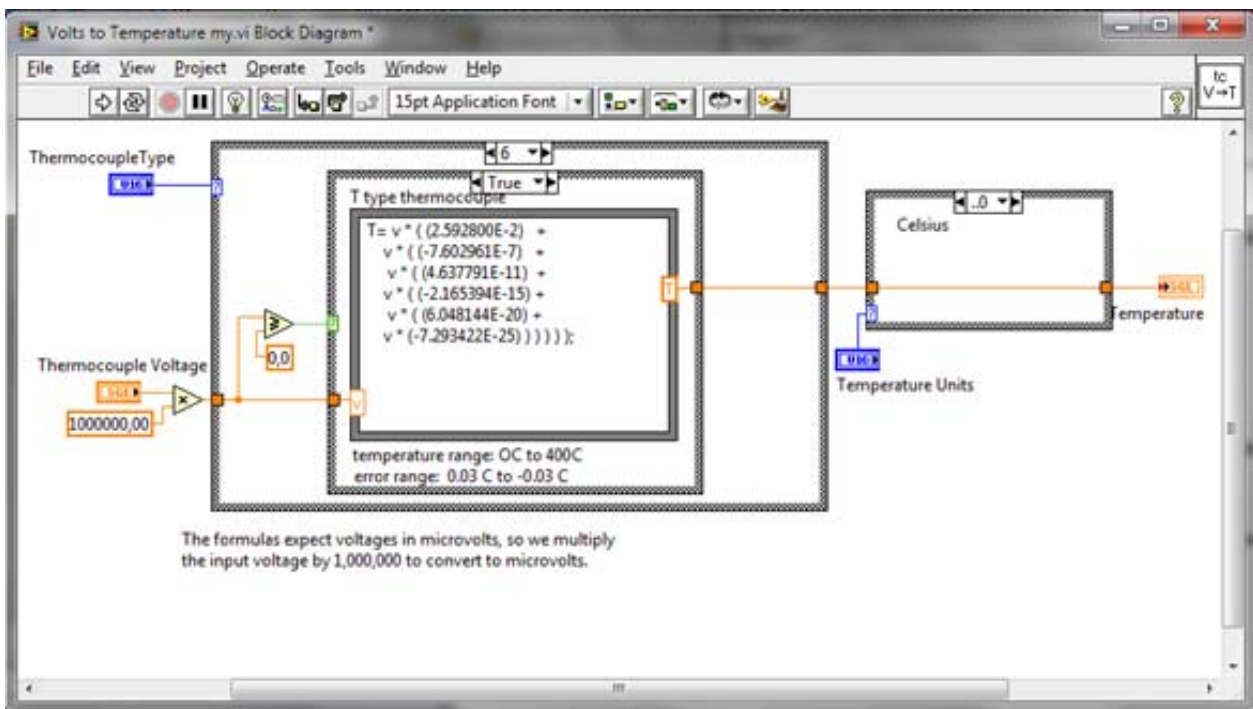 Volts to Temperature my.vi Block Diagram *
File Edit View Project Operate Tools Window Help
15pt Application Font
tc
V→T
ThermocoupleType
U16
6
True
T type thermocouple
T= v * ( (2.592800E-2) +
v * ( (-7.602961E-7) +
v * ( (4.637791E-11) +
v * ( (-2.165394E-15) +
v * ( (6.048144E-20) +
v * (-7.293422E-25) ) ) ) ) );
T
v
?
?
0,0
Thermocouple Voltage
SGL
×
1000000,00
temperature range: OC to 400C
error range: 0.03 C to -0.03 C
..0
Celsius
?
SGL
Temperature
U16
Temperature Units
The formulas expect voltages in microvolts, so we multiply
the input voltage by 1,000,000 to convert to microvolts.